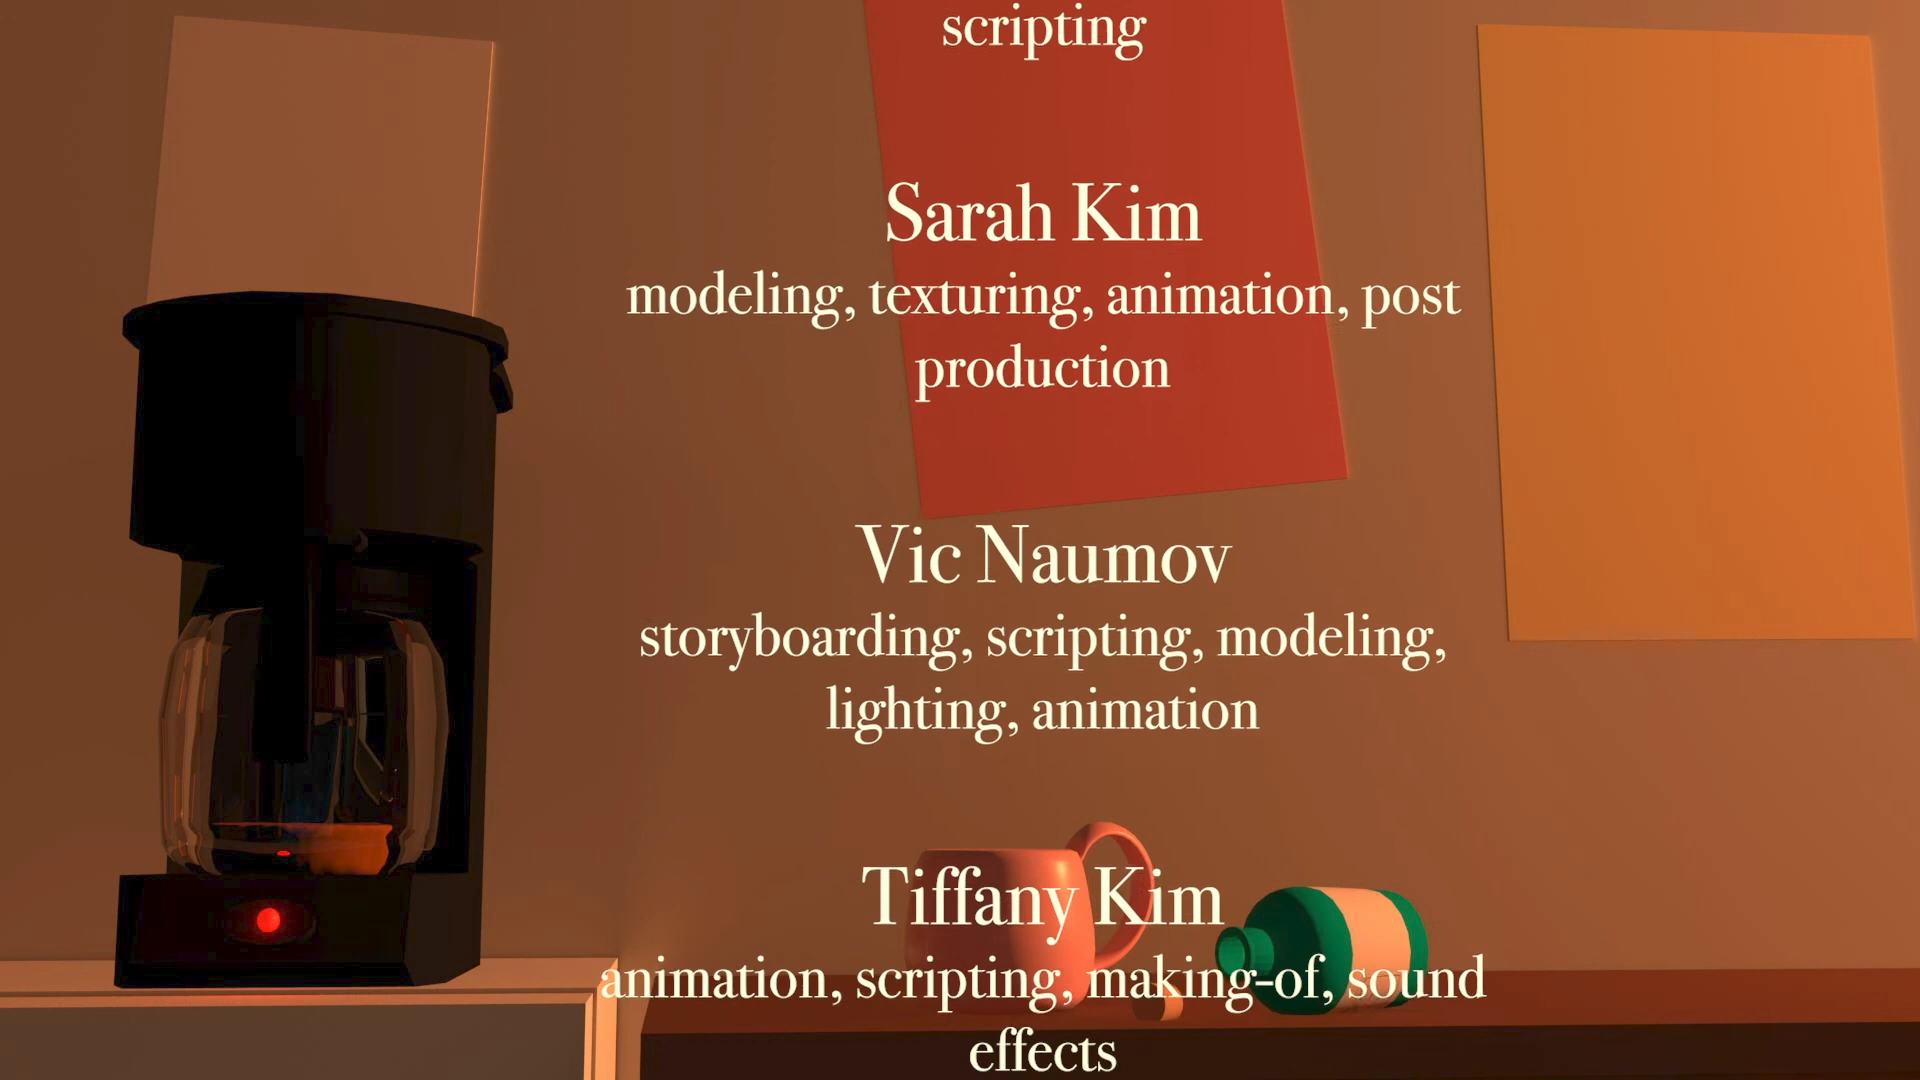 scripting
Sarah Kim
modeling, texturing, animation, post
production
Vic Naumov
storyboarding, scripting, modeling,
lighting, animation
Tiffany Kim
animation, scripting, making-of, sound
effects